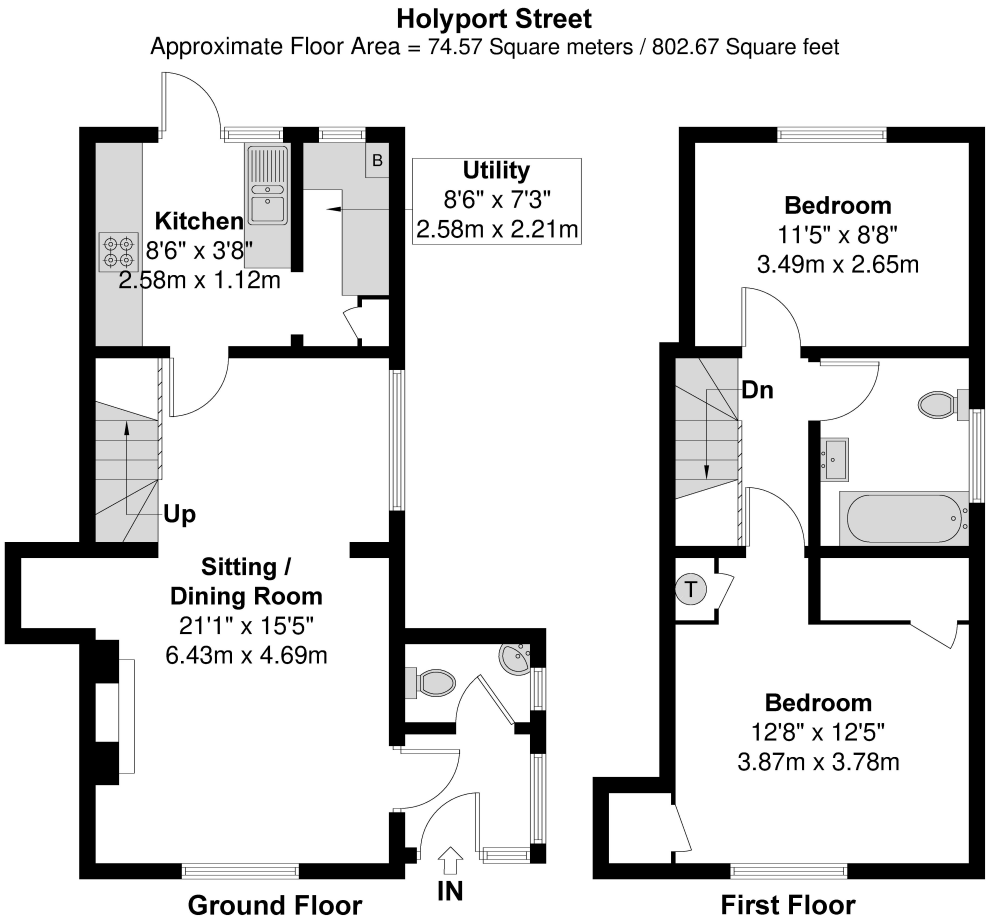 Holyport Street
Approximate Floor Area = 74.57 Square meters / 802.67 Square feet
B
Utility
8'6" x 7'3"
2.58m x 2.21m
Kitchen
8'6" x 3'8"
2.58m x 1.12m
Up
Sitting /
Dining Room
21'1" x 15'5"
6.43m x 4.69m
IN
Ground Floor
Bedroom
11'5" x 8'8"
3.49m x 2.65m
Dn
T
Bedroom
12'8" x 12'5"
3.87m x 3.78m
First Floor